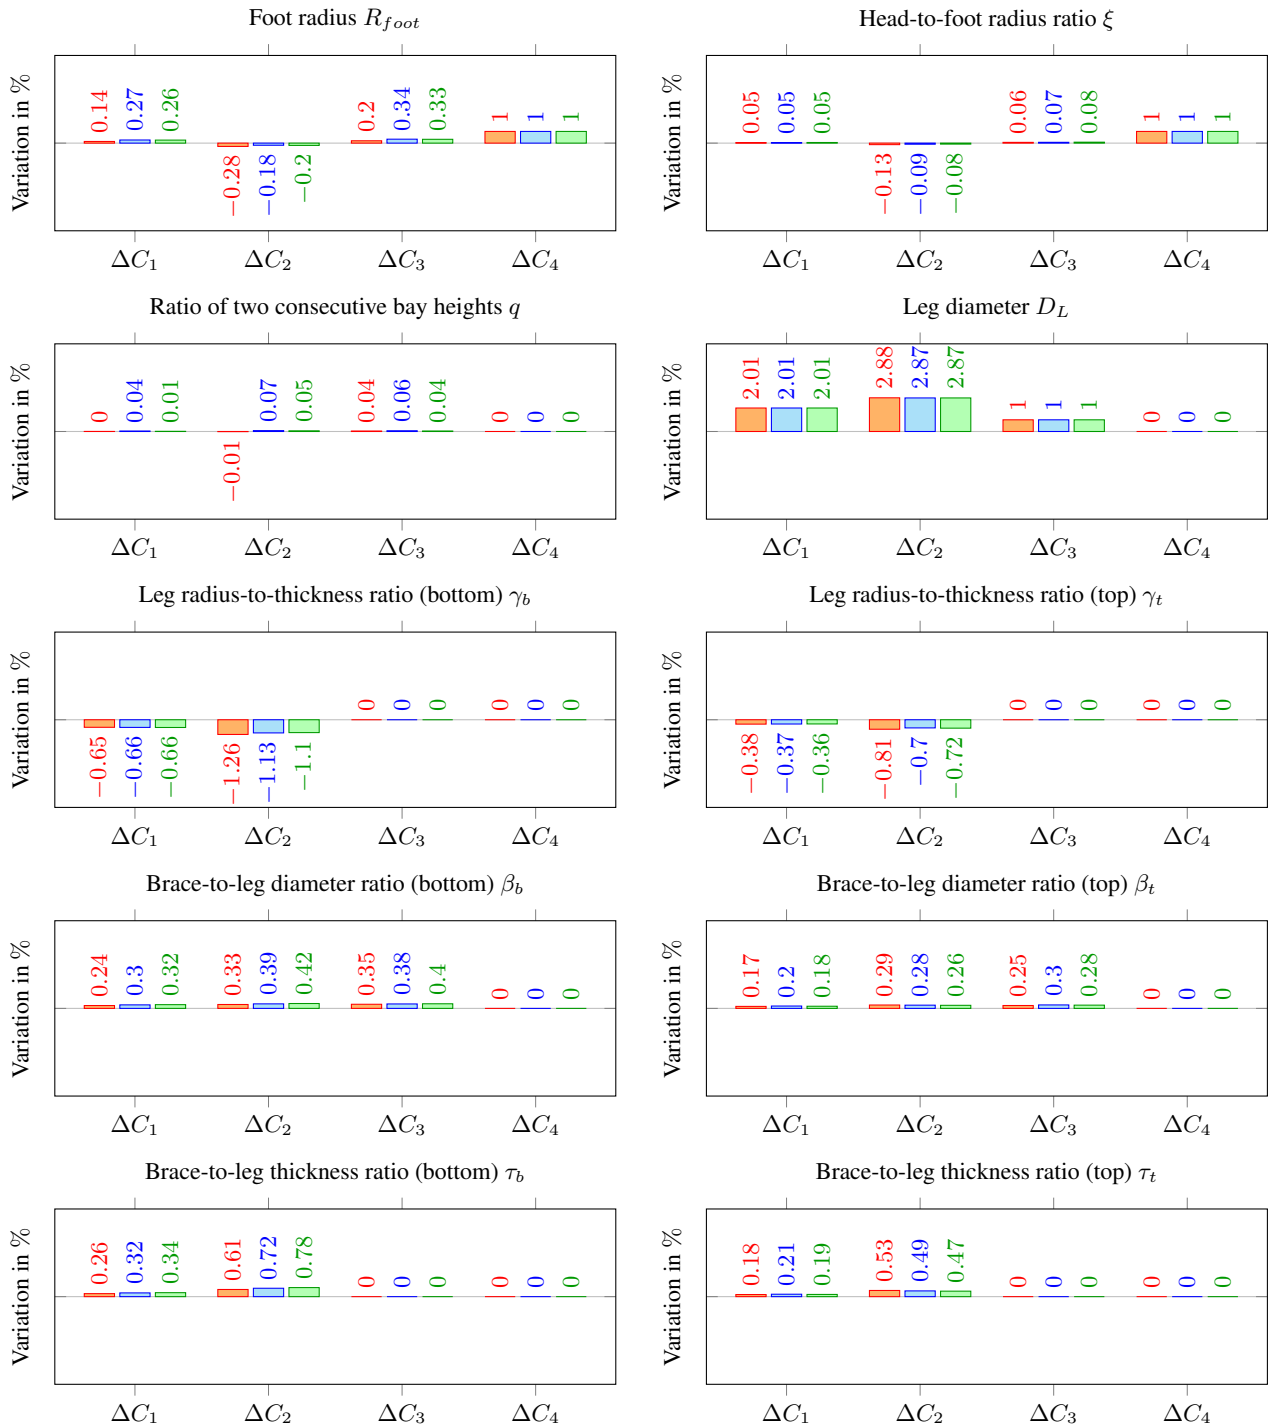 Foot radius R_foot
Variation in %
0.14 0.27 0.26 −0.28 −0.18 −0.2 0.2 0.34 0.33 1 1 1
ΔC₁ ΔC₂ ΔC₃ ΔC₄
Head-to-foot radius ratio ξ
Variation in %
0.05 0.05 0.05 −0.13 −0.09 −0.08 0.06 0.07 0.08 1 1 1
ΔC₁ ΔC₂ ΔC₃ ΔC₄
Ratio of two consecutive bay heights q
Variation in %
0 0.04 0.01 −0.01 0.07 0.05 0.04 0.06 0.04 0 0 0
ΔC₁ ΔC₂ ΔC₃ ΔC₄
Leg diameter D_L
Variation in %
2.01 2.01 2.01 2.88 2.87 2.87 1 1 1 0 0 0
ΔC₁ ΔC₂ ΔC₃ ΔC₄
Leg radius-to-thickness ratio (bottom) γ_b
Variation in %
−0.65 −0.66 −0.66 −1.26 −1.13 −1.1 0 0 0 0 0 0
ΔC₁ ΔC₂ ΔC₃ ΔC₄
Leg radius-to-thickness ratio (top) γ_t
Variation in %
−0.38 −0.37 −0.36 −0.81 −0.7 −0.72 0 0 0 0 0 0
ΔC₁ ΔC₂ ΔC₃ ΔC₄
Brace-to-leg diameter ratio (bottom) β_b
Variation in %
0.24 0.3 0.32 0.33 0.39 0.42 0.35 0.38 0.4 0 0 0
ΔC₁ ΔC₂ ΔC₃ ΔC₄
Brace-to-leg diameter ratio (top) β_t
Variation in %
0.17 0.2 0.18 0.29 0.28 0.26 0.25 0.3 0.28 0 0 0
ΔC₁ ΔC₂ ΔC₃ ΔC₄
Brace-to-leg thickness ratio (bottom) τ_b
Variation in %
0.26 0.32 0.34 0.61 0.72 0.78 0 0 0 0 0 0
ΔC₁ ΔC₂ ΔC₃ ΔC₄
Brace-to-leg thickness ratio (top) τ_t
Variation in %
0.18 0.21 0.19 0.53 0.49 0.47 0 0 0 0 0 0
ΔC₁ ΔC₂ ΔC₃ ΔC₄